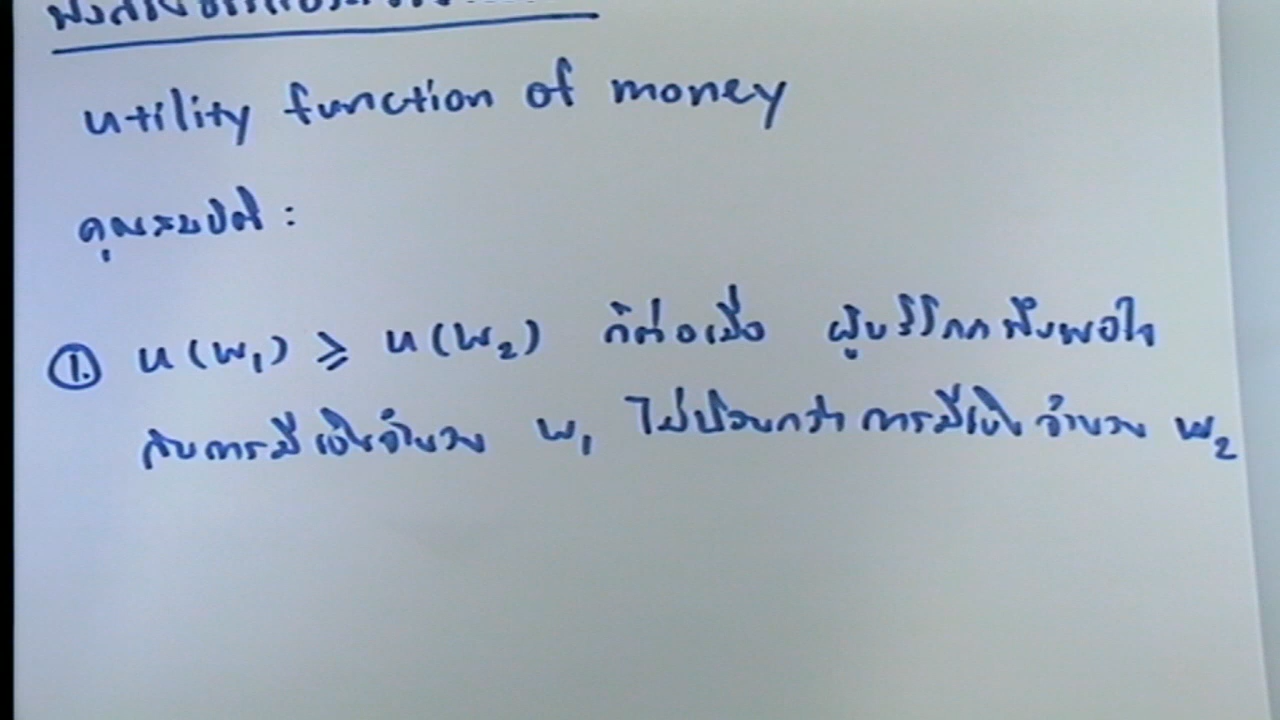 utility function of money
คุณสมบัติ :
①. u(w₁) ≥ u(w₂) ก็ต่อเมื่อ ผู้บริโภคพึงพอใจ
กับการมีเงินจำนวน w₁ ไม่น้อยกว่าการมีเงินจำนวน w₂